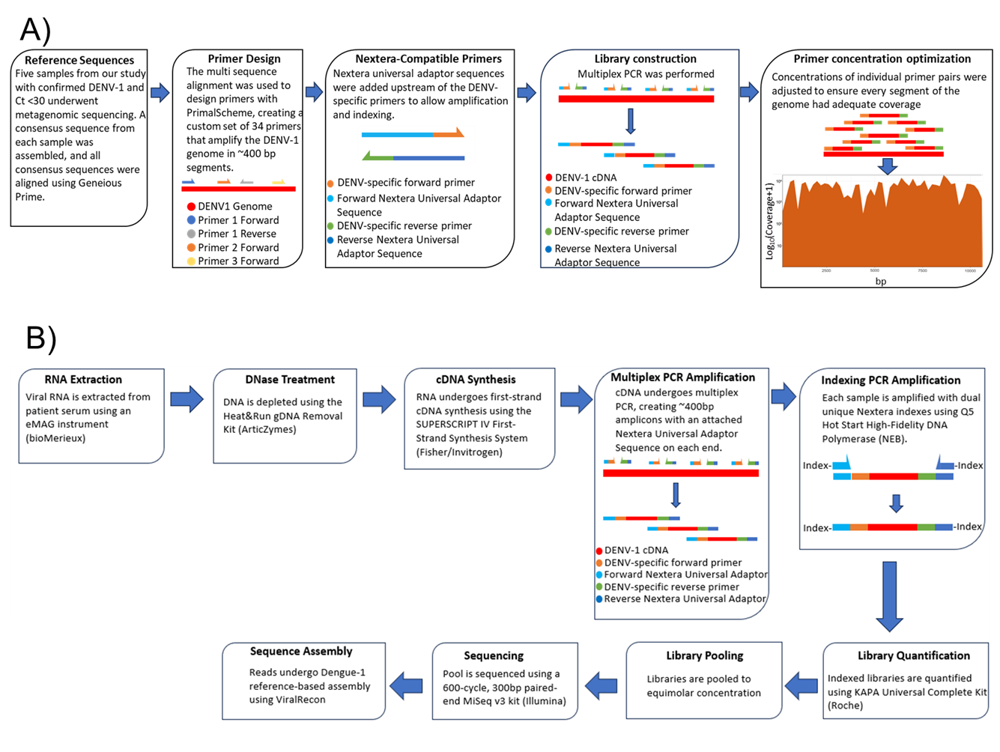 A)
Reference Sequences
Five samples from our study
with confirmed DENV-1 and
Ct <30 underwent
metagenomic sequencing. A
consensus sequence from
each sample was
assembled, and all
consensus sequences were
aligned using Geneious
Prime.
Primer Design
The multi sequence
alignment was used to
design primers with
PrimalScheme, creating a
custom set of 34 primers
that amplify the DENV-1
genome in ~400 bp
segments.
DENV1 Genome
Primer 1 Forward
Primer 1 Reverse
Primer 2 Forward
Primer 3 Forward
Nextera-Compatible Primers
Nextera universal adaptor sequences
were added upstream of the DENV-
specific primers to allow amplification
and indexing.
DENV-specific forward primer
Forward Nextera Universal Adaptor
Sequence
DENV-specific reverse primer
Reverse Nextera Universal
Adaptor Sequence
Library construction
Multiplex PCR was performed
DENV-1 cDNA
DENV-specific forward primer
Forward Nextera Universal
Adaptor Sequence
DENV-specific reverse primer
Reverse Nextera Universal
Adaptor Sequence
Primer concentration optimization
Concentrations of individual primer pairs were
adjusted to ensure every segment of the
genome had adequate coverage
Log10(Coverage+1)
10
2500 5000 7500 10000
bp
B)
RNA Extraction
Viral RNA is extracted from
patient serum using an
eMAG instrument
(bioMerieux)
DNase Treatment
DNA is depleted using the
Heat&Run gDNA Removal
Kit (ArticZymes)
cDNA Synthesis
RNA undergoes first-strand
cDNA synthesis using the
SUPERSCRIPT IV First-
Strand Synthesis System
(Fisher/Invitrogen)
Multiplex PCR Amplification
cDNA undergoes multiplex
PCR, creating ~400bp
amplicons with an attached
Nextera Universal Adaptor
Sequence on each end.
DENV-1 cDNA
DENV-specific forward primer
Forward Nextera Universal Adaptor
DENV-specific reverse primer
Reverse Nextera Universal Adaptor
Indexing PCR Amplification
Each sample is amplified with dual
unique Nextera indexes using Q5
Hot Start High-Fidelity DNA
Polymerase (NEB).
Index- -Index
Index- -Index
Library Quantification
Indexed libraries are quantified
using KAPA Universal Complete Kit
(Roche)
Library Pooling
Libraries are pooled to
equimolar concentration
Sequencing
Pool is sequenced using a
600-cycle, 300bp paired-
end MiSeq v3 kit (Illumina)
Sequence Assembly
Reads undergo Dengue-1
reference-based assembly
using ViralRecon